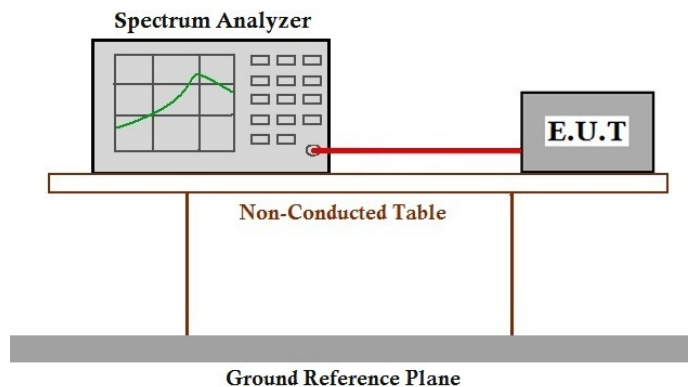 Spectrum Analyzer
E.U.T
Non-Conducted Table
Ground Reference Plane